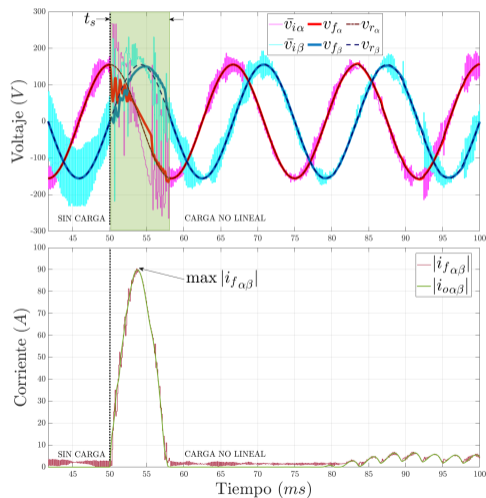 300
200
100
0
-100
-200
-300
Voltaje (V)
t_s
v̄_iα v_fα v_rα
v̄_iβ v_fβ v_rβ
SIN CARGA
CARGA NO LINEAL
45 50 55 60 65 70 75 80 85 90 95 100
100
90
80
70
60
50
40
30
20
10
0
Corriente (A)
max |i_fαβ|
|i_fαβ|
|i_oαβ|
SIN CARGA
CARGA NO LINEAL
45 50 55 60 65 70 75 80 85 90 95 100
Tiempo (ms)